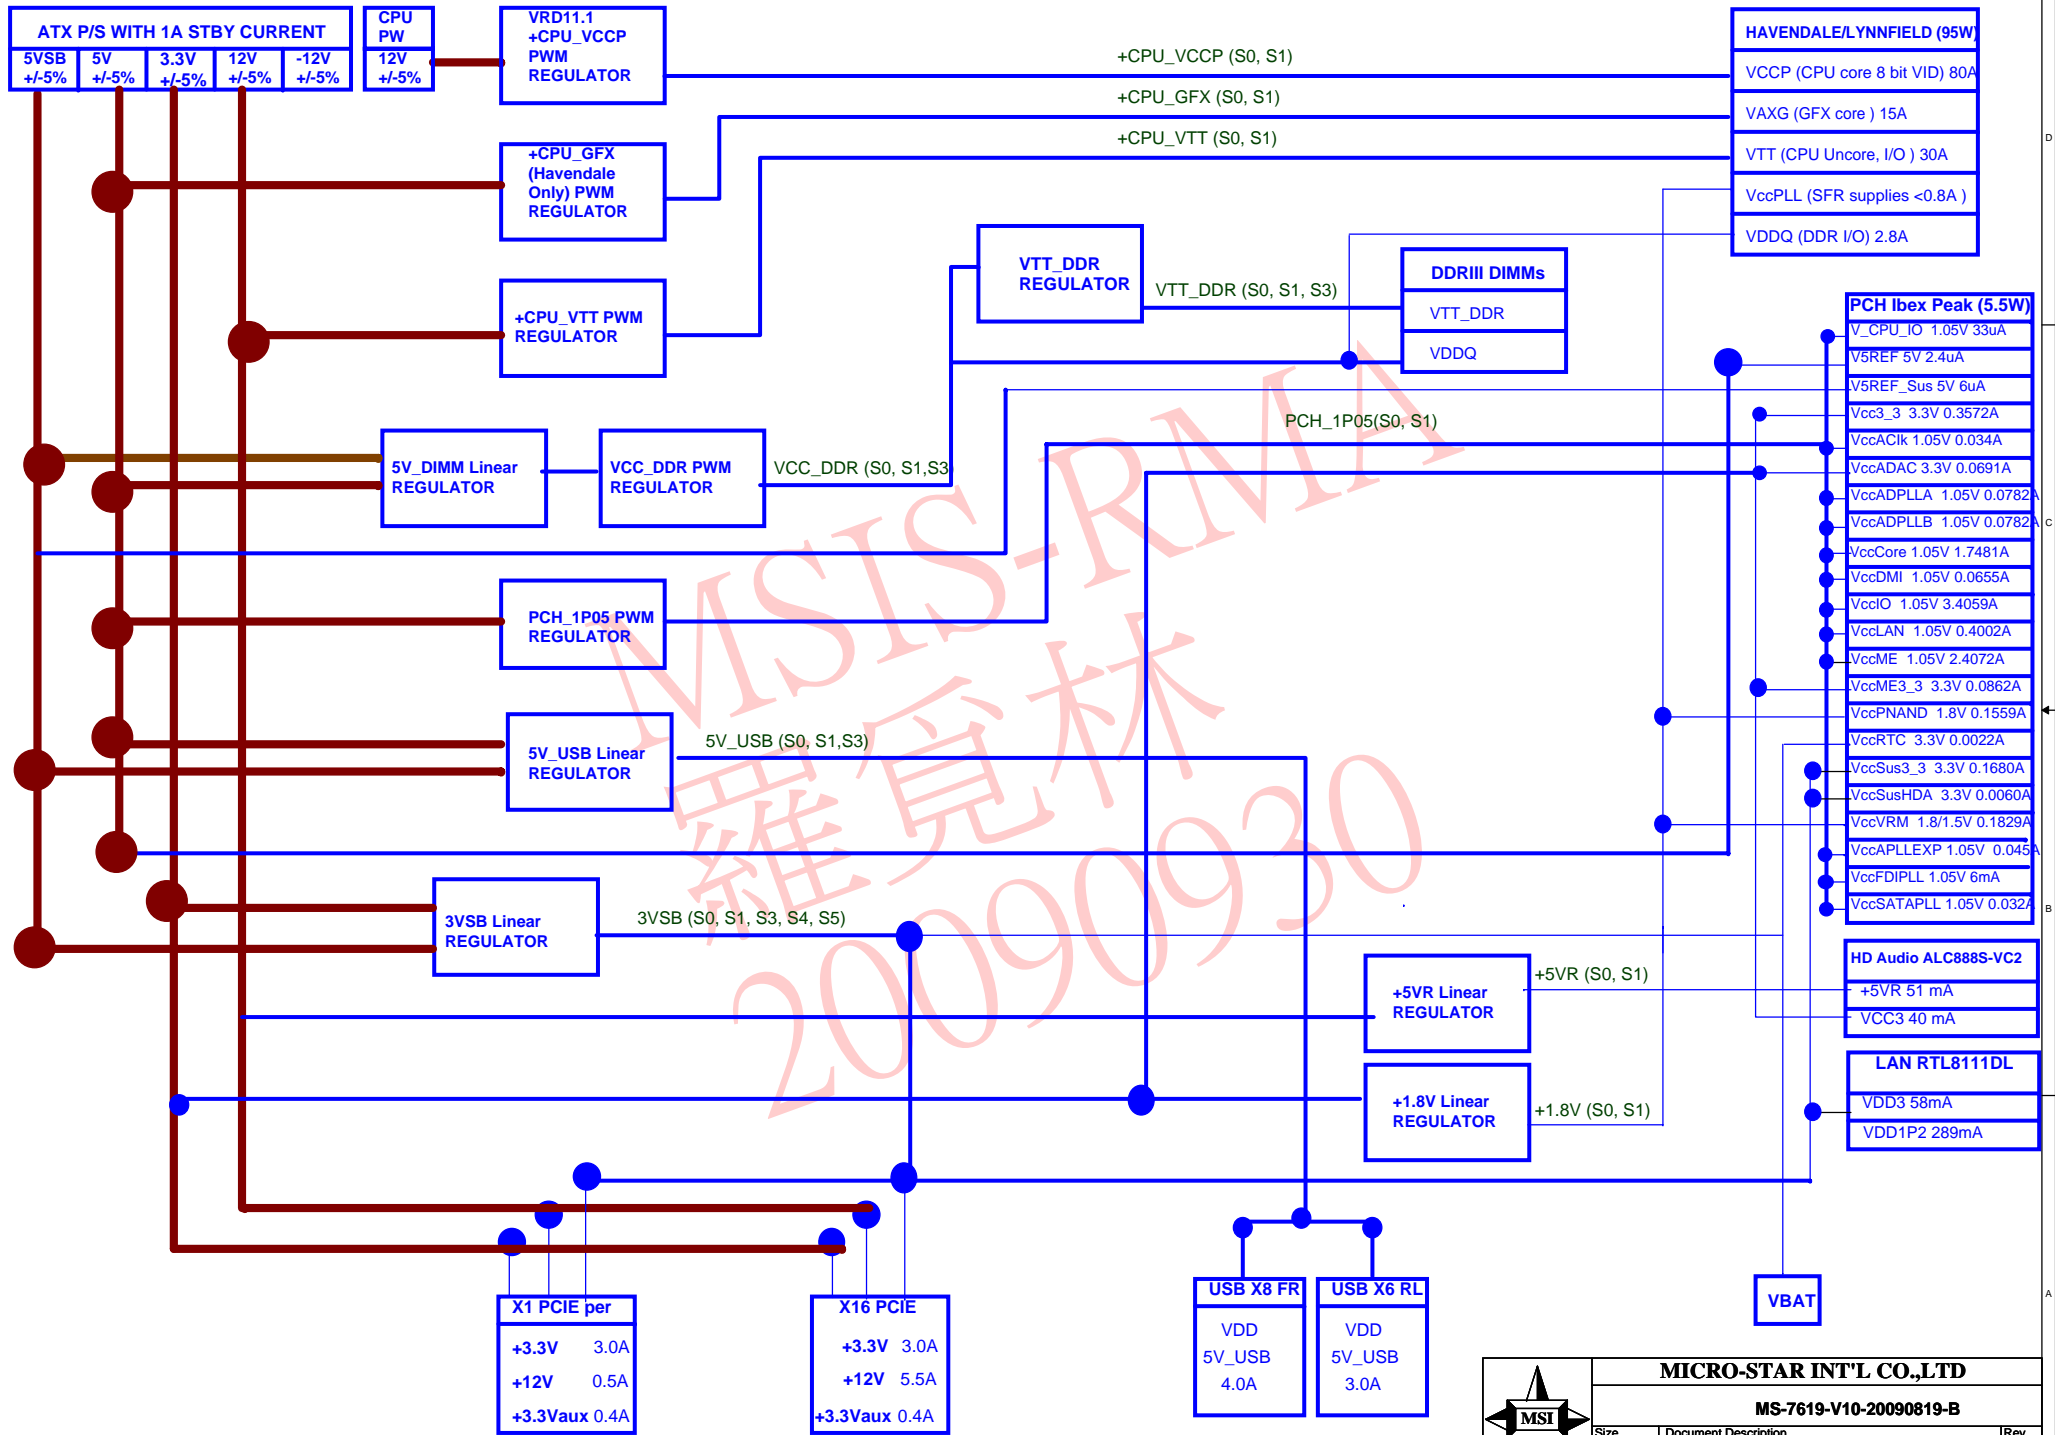 ATX P/S WITH 1A STBY CURRENT
5VSB
+/-5%
5V
+/-5%
3.3V
+/-5%
12V
+/-5%
-12V
+/-5%
CPU
PW
12V
+/-5%
VRD11.1
+CPU_VCCP
PWM
REGULATOR
+CPU_GFX
(Havendale
Only) PWM
REGULATOR
+CPU_VTT PWM
REGULATOR
5V_DIMM Linear
REGULATOR
VCC_DDR PWM
REGULATOR
VCC_DDR (S0, S1,S3
PCH_1P05 PWM
REGULATOR
5V_USB Linear
REGULATOR
5V_USB (S0, S1,S3)
3VSB Linear
REGULATOR
3VSB (S0, S1, S3, S4, S5)
+CPU_VCCP (S0, S1)
+CPU_GFX (S0, S1)
+CPU_VTT (S0, S1)
VTT_DDR
REGULATOR
VTT_DDR (S0, S1, S3)
DDRIII DIMMs
VTT_DDR
VDDQ
PCH_1P05(S0, S1)
HAVENDALE/LYNNFIELD (95W)
VCCP (CPU core 8 bit VID) 80A
VAXG (GFX core ) 15A
VTT (CPU Uncore, I/O ) 30A
VccPLL (SFR supplies <0.8A )
VDDQ (DDR I/O) 2.8A
PCH Ibex Peak (5.5W)
V_CPU_IO 1.05V 33uA
V5REF 5V 2.4uA
V5REF_Sus 5V 6uA
Vcc3_3 3.3V 0.3572A
VccAClk 1.05V 0.034A
VccADAC 3.3V 0.0691A
VccADPLLA 1.05V 0.0782A
VccADPLLB 1.05V 0.0782A
VccCore 1.05V 1.7481A
VccDMI 1.05V 0.0655A
VccIO 1.05V 3.4059A
VccLAN 1.05V 0.4002A
VccME 1.05V 2.4072A
VccME3_3 3.3V 0.0862A
VccPNAND 1.8V 0.1559A
VccRTC 3.3V 0.0022A
VccSus3_3 3.3V 0.1680A
VccSusHDA 3.3V 0.0060A
VccVRM 1.8/1.5V 0.1829A
VccAPLLEXP 1.05V 0.045A
VccFDIPLL 1.05V 6mA
VccSATAPLL 1.05V 0.032A
HD Audio ALC888S-VC2
+5VR 51 mA
VCC3 40 mA
LAN RTL8111DL
VDD3 58mA
VDD1P2 289mA
+5VR Linear
REGULATOR
+5VR (S0, S1)
+1.8V Linear
REGULATOR
+1.8V (S0, S1)
X1 PCIE per
+3.3V 3.0A
+12V 0.5A
+3.3Vaux 0.4A
X16 PCIE
+3.3V 3.0A
+12V 5.5A
+3.3Vaux 0.4A
USB X8 FR
VDD
5V_USB
4.0A
USB X6 RL
VDD
5V_USB
3.0A
VBAT
MSIS-RMA
羅覓林
20090930
D
C
B
A
MSI
MICRO-STAR INT'L CO.,LTD
MS-7619-V10-20090819-B
Size
Document Description
Rev